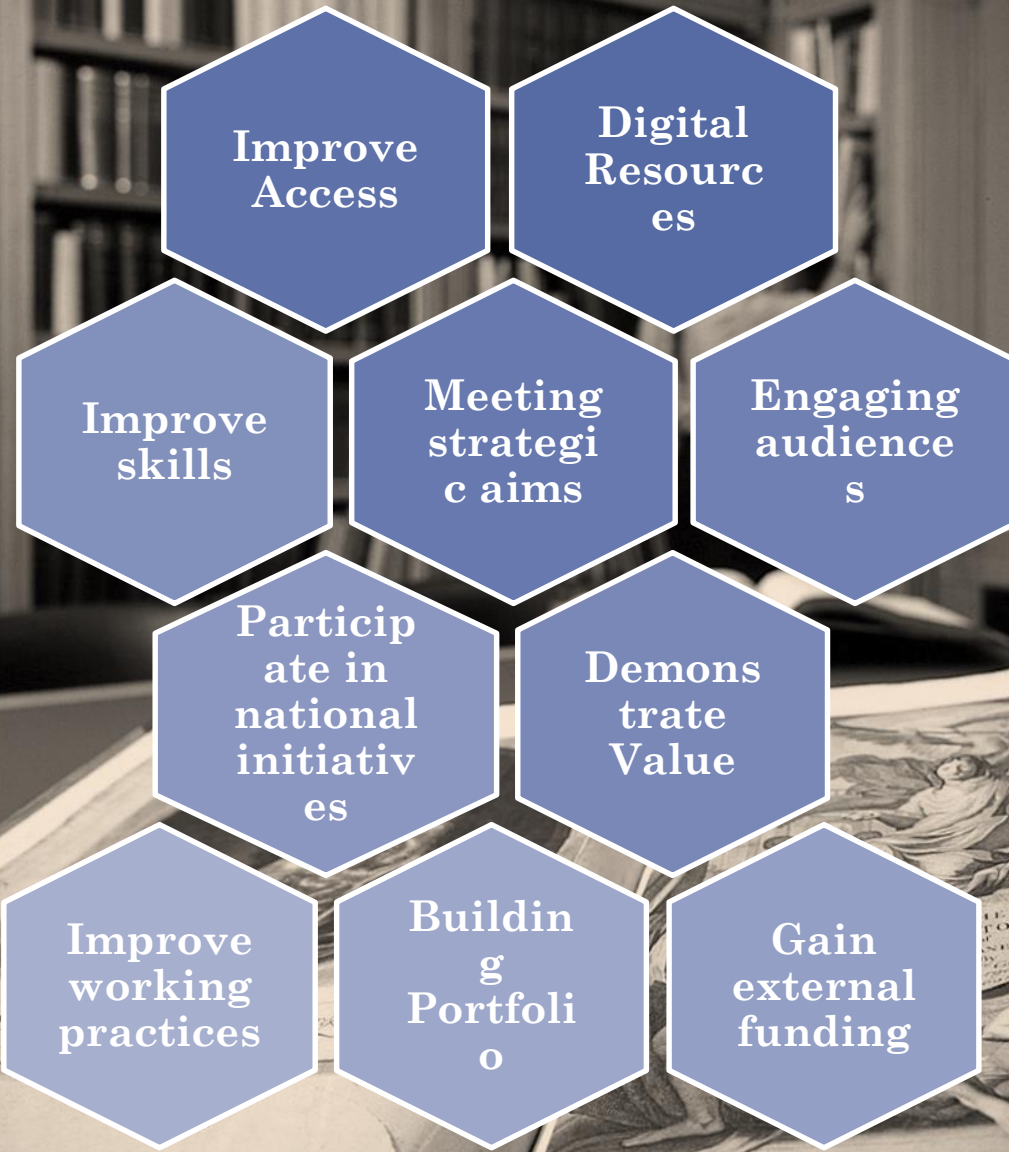 Improve
Access
Digital
Resourc
es
Improve
skills
Meeting
strategi
c aims
Engaging
audience
s
Particip
ate in
national
initiativ
es
Demons
trate
Value
Improve
working
practices
Buildin
g
Portfoli
o
Gain
external
funding